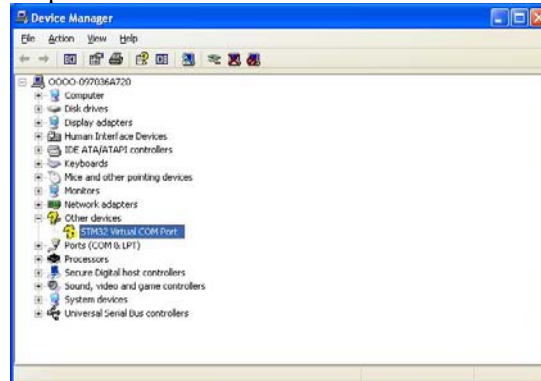 Device Manager
File Action View Help
OOOO-097036A720
Computer
Disk drives
Display adapters
Human Interface Devices
IDE ATA/ATAPI controllers
Keyboards
Mice and other pointing devices
Monitors
Network adapters
Other devices
STM32 Virtual COM Port
Ports (COM & LPT)
Processors
Secure Digital host controllers
Sound, video and game controllers
System devices
Universal Serial Bus controllers